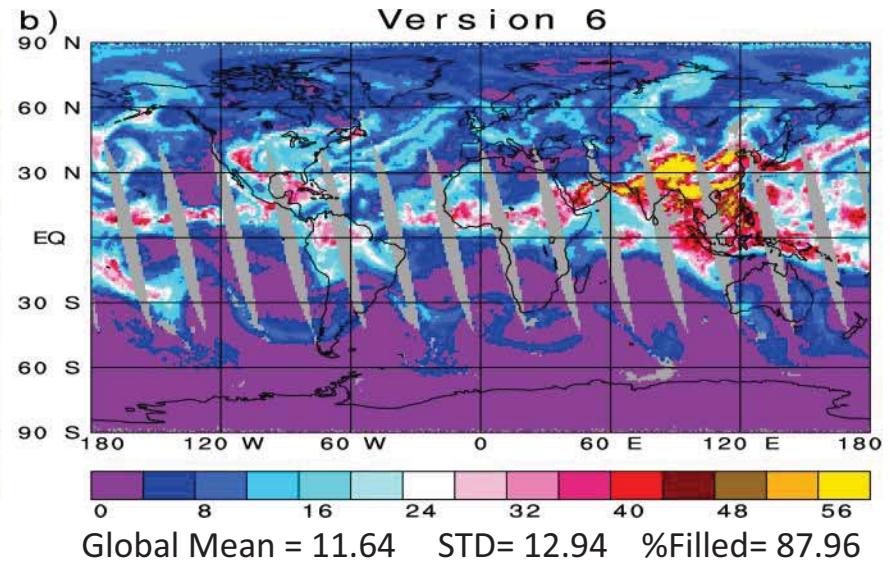 b) Version 6
90 N
60 N
30 N
EQ
30 S
60 S
90 S
180 120 W 60 W 0 60 E 120 E 180
0 8 16 24 32 40 48 56
Global Mean = 11.64 STD= 12.94 %Filled= 87.96